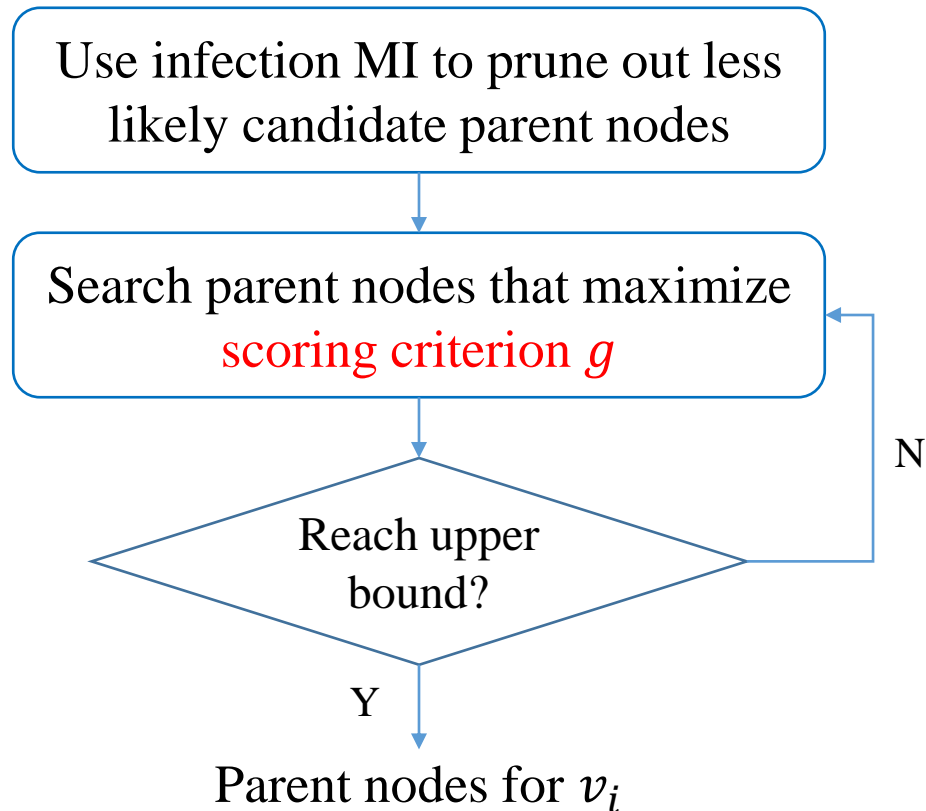 Use infection MI to prune out less
likely candidate parent nodes
Search parent nodes that maximize
scoring criterion g
N
Reach upper
bound?
Y
Parent nodes for vᵢ